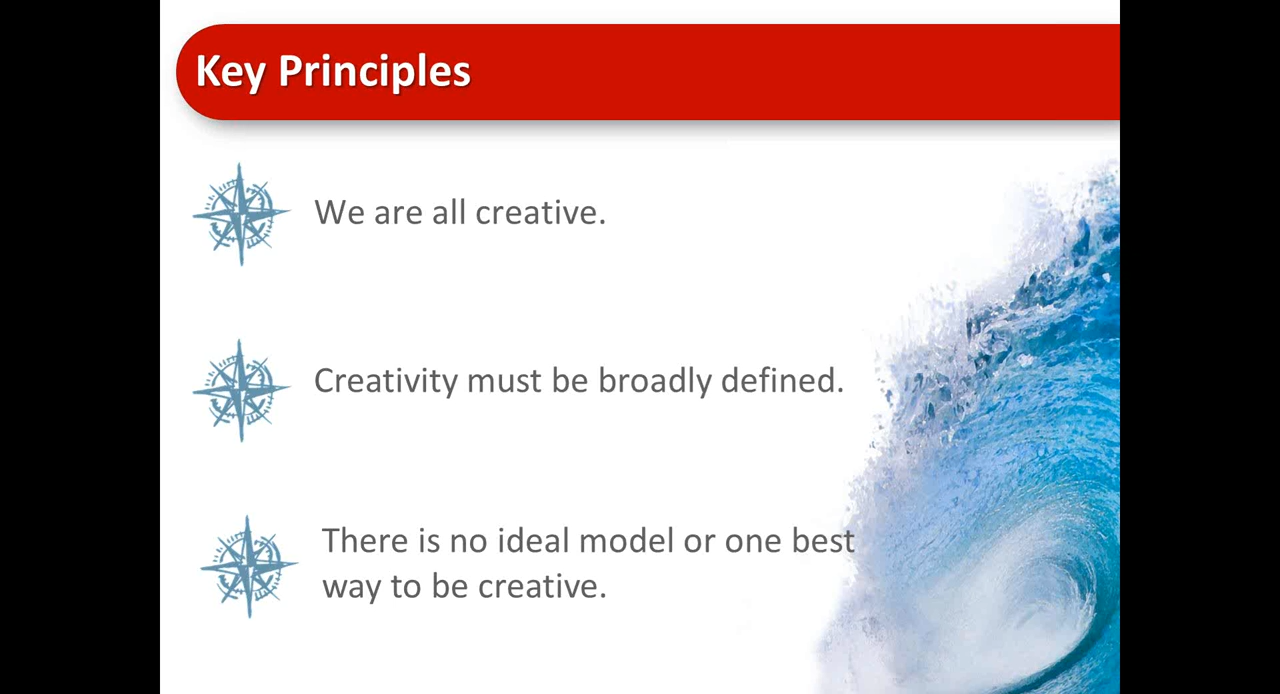 Key Principles
We are all creative.
Creativity must be broadly defined.
There is no ideal model or one best
way to be creative.